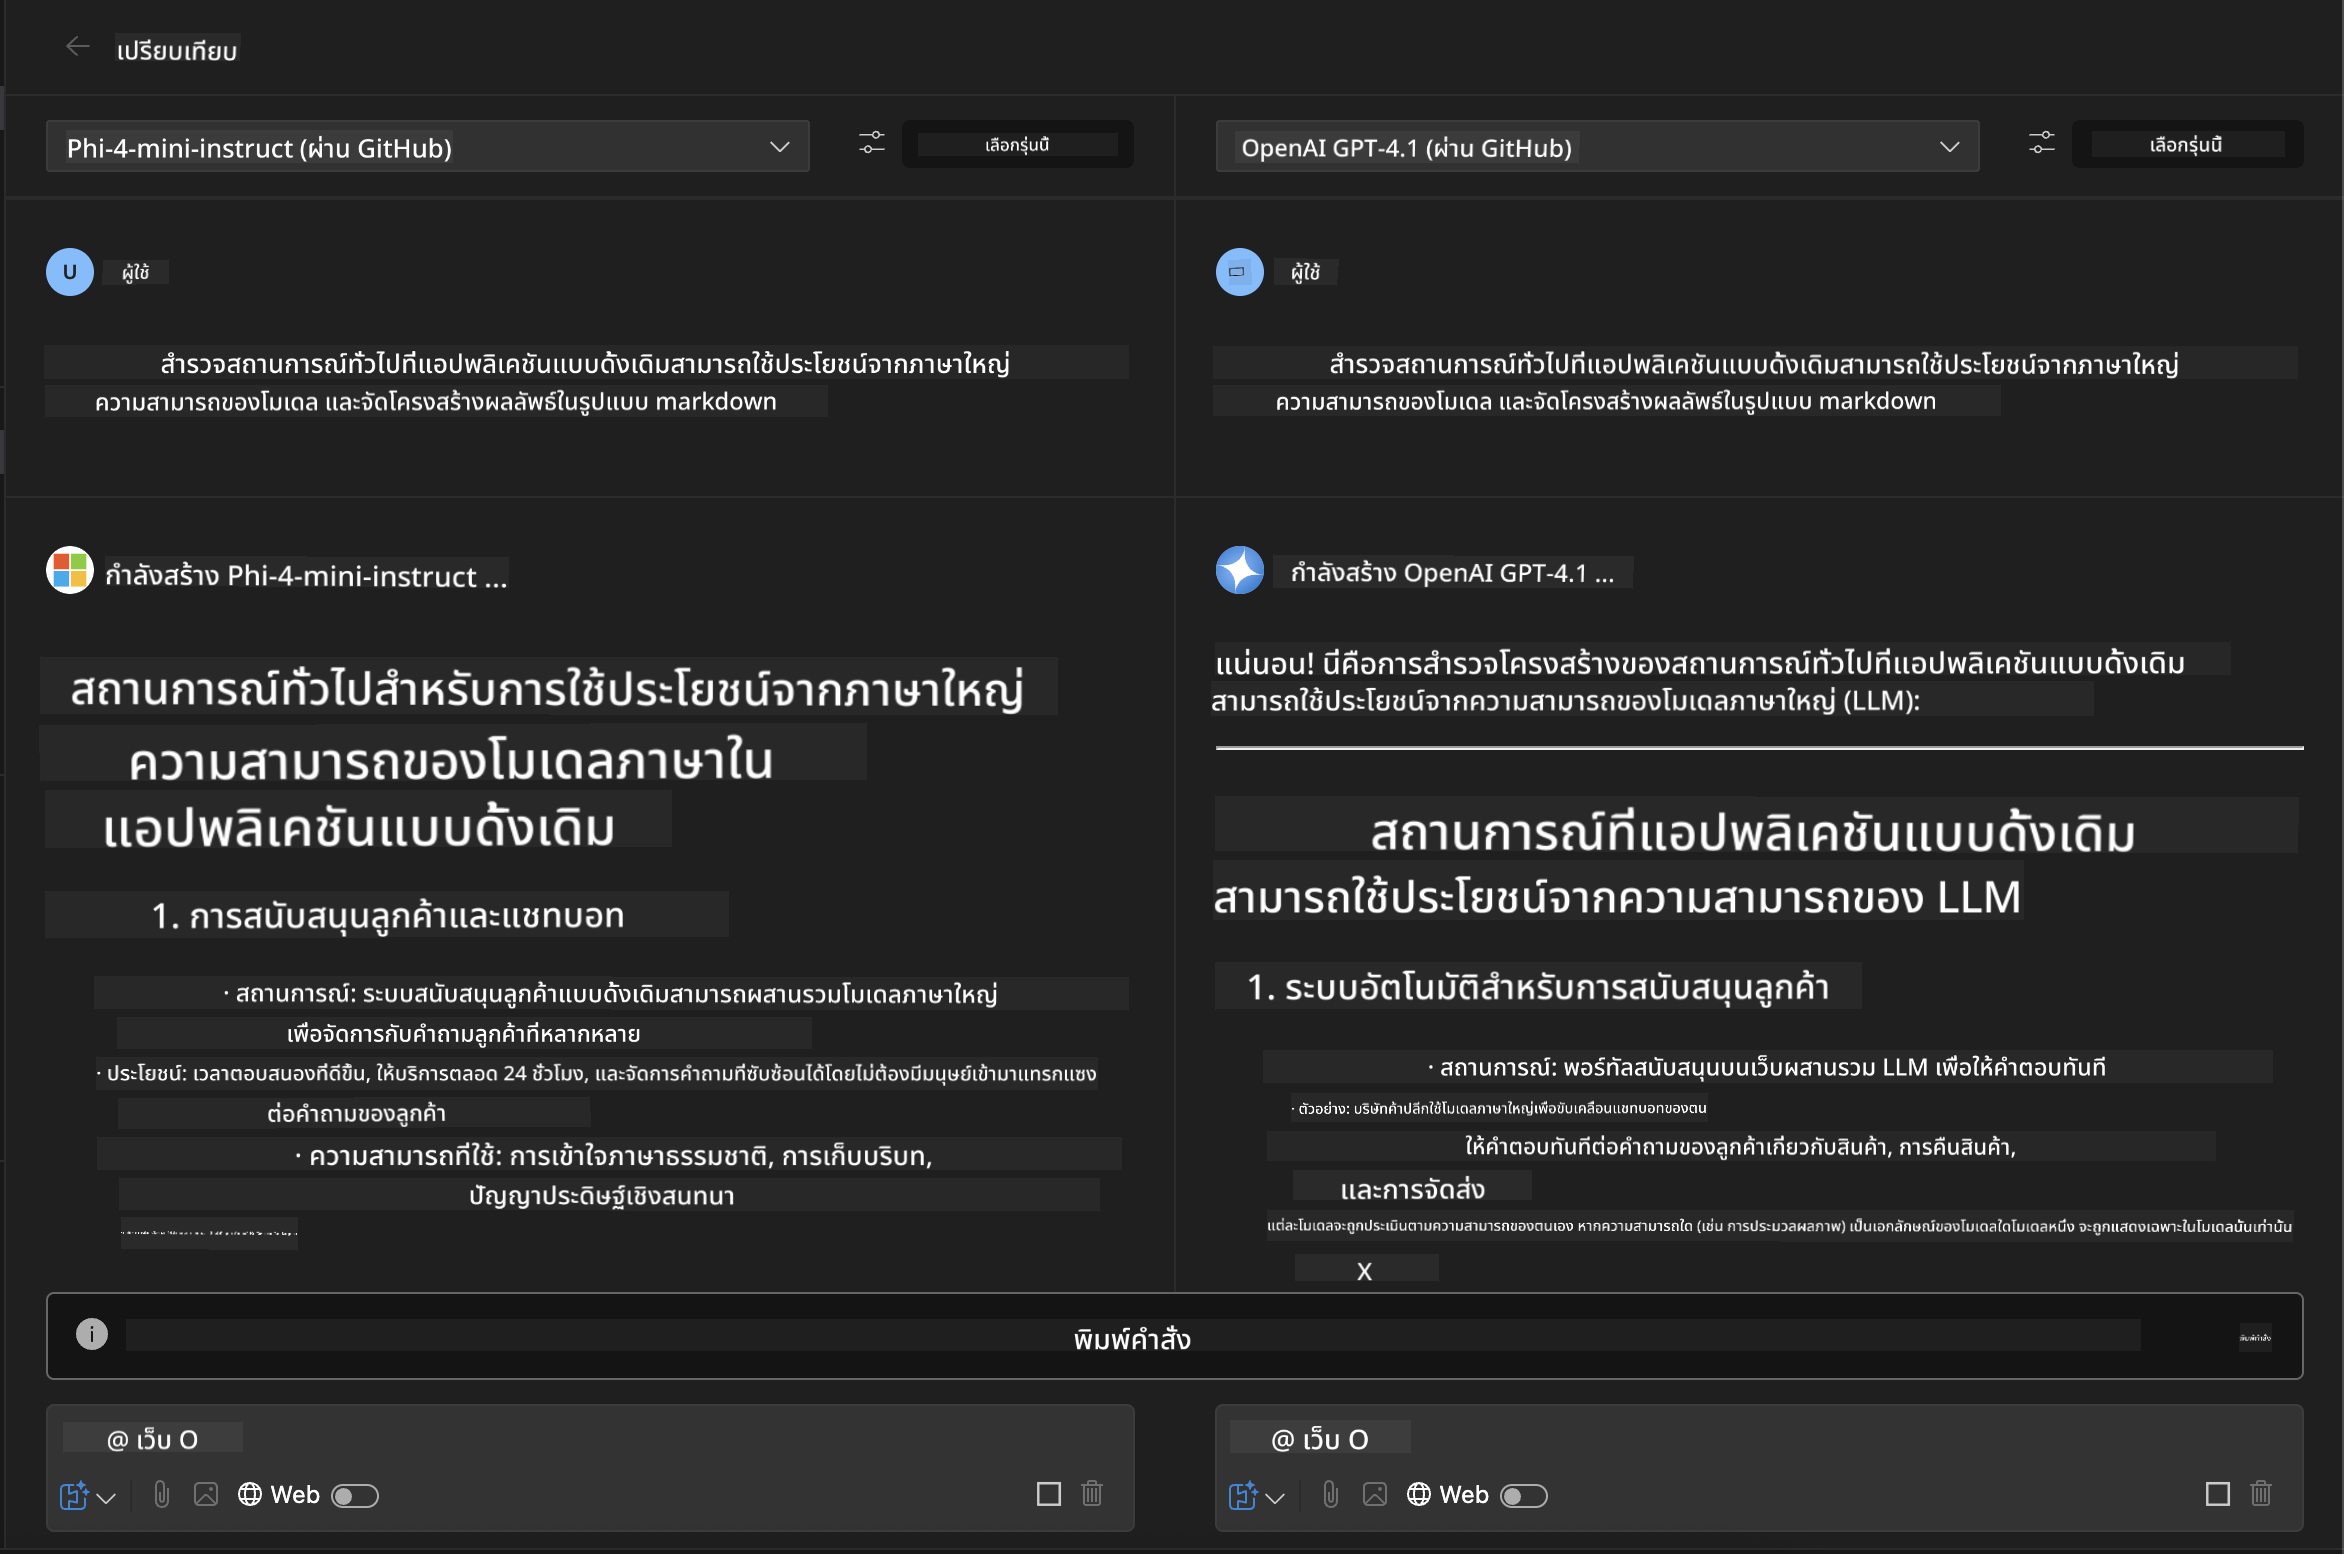 เปรียบเทียบ
Phi-4-mini-instruct (ผ่าน GitHub)
เลือกรุ่นนี้
U
ผู้ใช้
สำรวจสถานการณ์ทั่วไปที่แอปพลิเคชันแบบดั้งเดิมสามารถใช้ประโยชน์จากภาษาใหญ่
ความสามารถของโมเดล และจัดโครงสร้างผลลัพธ์ในรูปแบบ markdown
กำลังสร้าง Phi-4-mini-instruct ...
สถานการณ์ทั่วไปสำหรับการใช้ประโยชน์จากภาษาใหญ่
ความสามารถของโมเดลภาษาใน
แอปพลิเคชันแบบดั้งเดิม
1. การสนับสนุนลูกค้าและแชทบอท
· สถานการณ์: ระบบสนับสนุนลูกค้าแบบดั้งเดิมสามารถผสานรวมโมเดลภาษาใหญ่
เพื่อจัดการกับคำถามลูกค้าที่หลากหลาย
· ประโยชน์: เวลาตอบสนองที่ดีขึ้น, ให้บริการตลอด 24 ชั่วโมง, และจัดการคำถามที่ซับซ้อนได้โดยไม่ต้องมีมนุษย์เข้ามาแทรกแซง
ต่อคำถามของลูกค้า
· ความสามารถที่ใช้: การเข้าใจภาษาธรรมชาติ, การเก็บบริบท,
ปัญญาประดิษฐ์เชิงสนทนา
OpenAI GPT-4.1 (ผ่าน GitHub)
เลือกรุ่นนี้
ผู้ใช้
สำรวจสถานการณ์ทั่วไปที่แอปพลิเคชันแบบดั้งเดิมสามารถใช้ประโยชน์จากภาษาใหญ่
ความสามารถของโมเดล และจัดโครงสร้างผลลัพธ์ในรูปแบบ markdown
กำลังสร้าง OpenAI GPT-4.1 ...
แน่นอน! นี่คือการสำรวจโครงสร้างของสถานการณ์ทั่วไปที่แอปพลิเคชันแบบดั้งเดิม
สามารถใช้ประโยชน์จากความสามารถของโมเดลภาษาใหญ่ (LLM):
สถานการณ์ที่แอปพลิเคชันแบบดั้งเดิม
สามารถใช้ประโยชน์จากความสามารถของ LLM
1. ระบบอัตโนมัติสำหรับการสนับสนุนลูกค้า
· สถานการณ์: พอร์ทัลสนับสนุนบนเว็บผสานรวม LLM เพื่อให้คำตอบทันที
· ตัวอย่าง: บริษัทค้าปลีกใช้โมเดลภาษาใหญ่เพื่อขับเคลื่อนแชทบอทของตน
ให้คำตอบทันทีต่อคำถามของลูกค้าเกี่ยวกับสินค้า, การคืนสินค้า,
และการจัดส่ง
แต่ละโมเดลจะถูกประเมินตามความสามารถของตนเอง หากความสามารถใด (เช่น การประมวลผลภาพ) เป็นเอกลักษณ์ของโมเดลใดโมเดลหนึ่ง จะถูกแสดงเฉพาะในโมเดลนั้นเท่านั้น
X
พิมพ์คำสั่ง
พิมพ์คำสั่ง
@ เว็บ O
Web
@ เว็บ O
Web